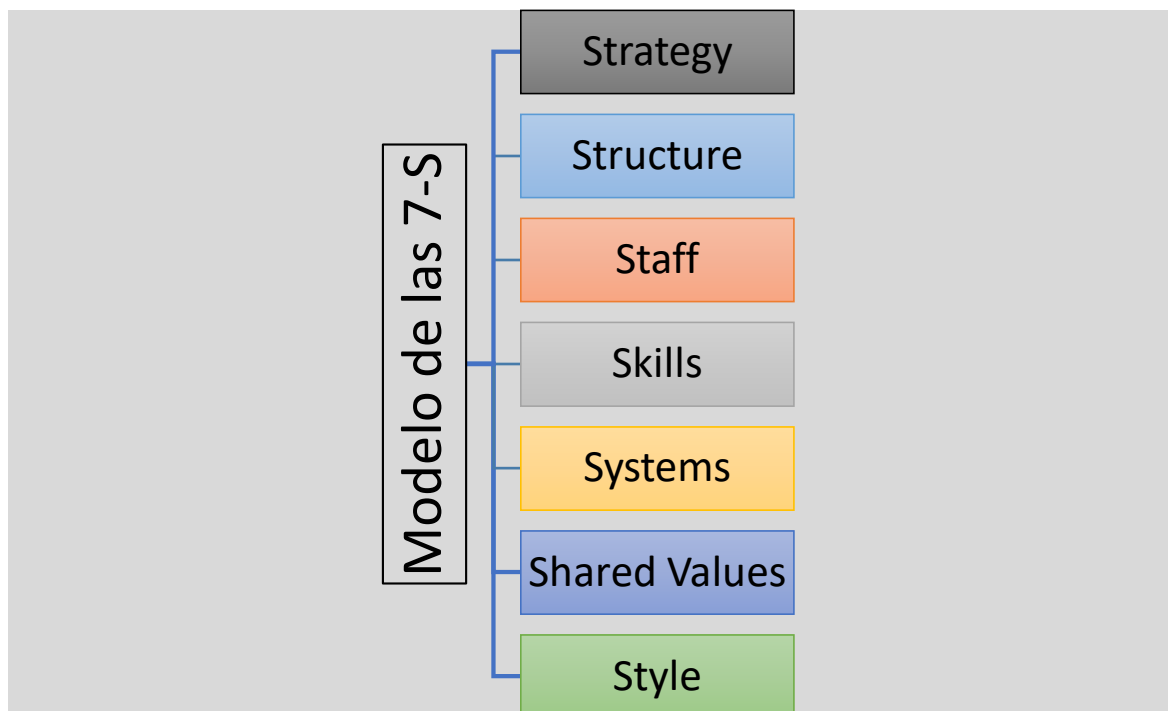 Modelo de las 7-S
Strategy
Structure
Staff
Skills
Systems
Shared Values
Style